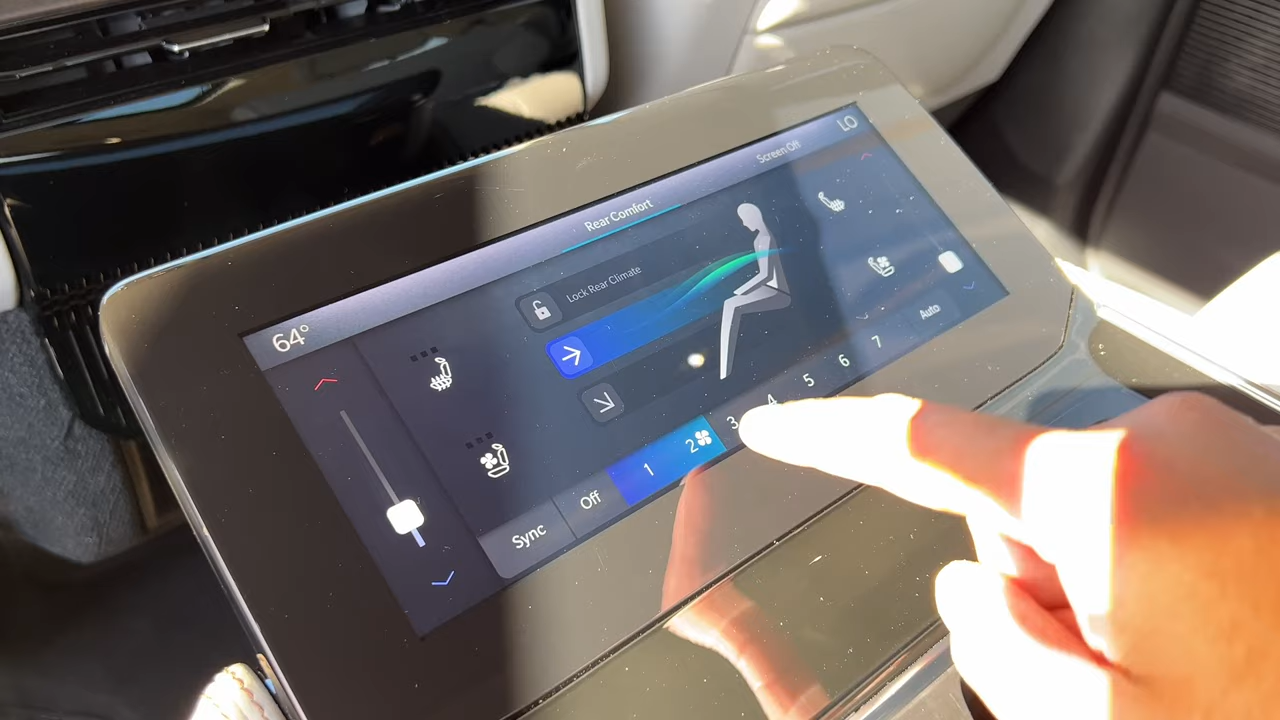 64°
Rear Comfort
Screen Off
LO
Lock Rear Climate
Sync
Off
1
2
3
4
5
6
7
Auto